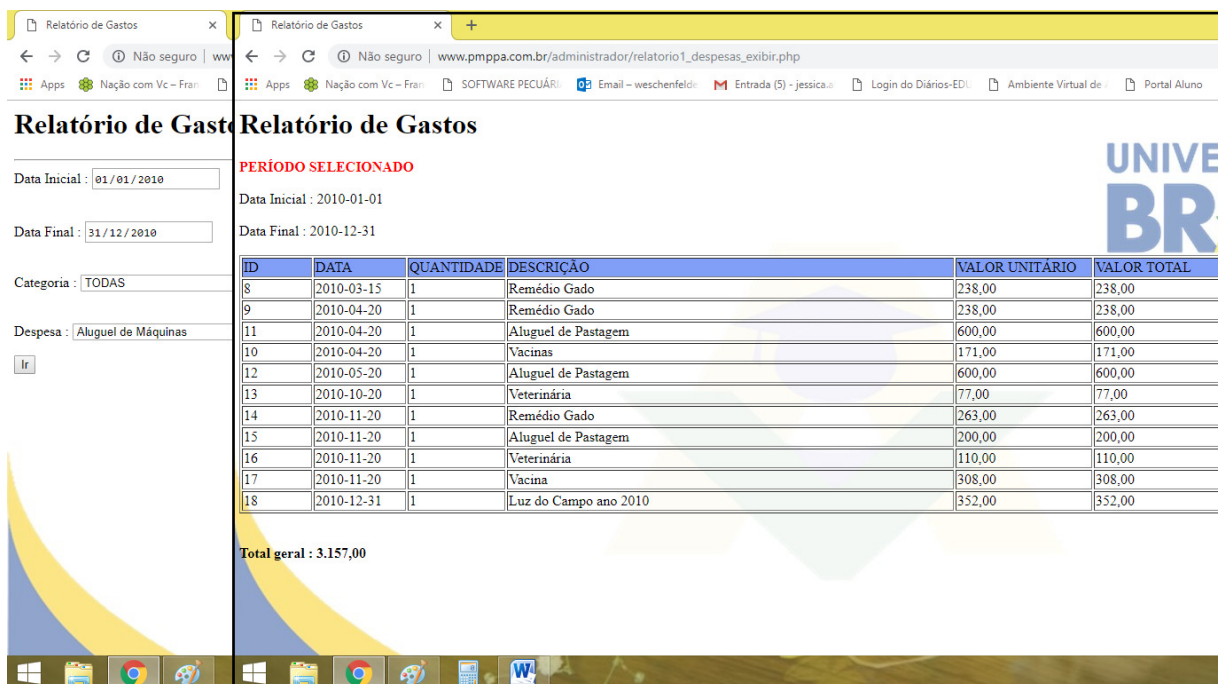 Relatório de Gastos
Não seguro
Apps Nação com Vc – Fran
Relatório de Gasto
Data Inicial : 01/01/2010
Data Final : 31/12/2010
Categoria : TODAS
Despesa : Aluguel de Máquinas
Ir
Relatório de Gastos
Não seguro www.pmppa.com.br/administrador/relatorio1_despesas_exibir.php
Apps Nação com Vc – Fran SOFTWARE PECUÁRI Email – weschenfelde Entrada (5) - jessica.a Login do Diários-EDU Ambiente Virtual de Portal Aluno
Relatório de Gastos
PERÍODO SELECIONADO
UNIVE
BR
Data Inicial : 2010-01-01
Data Final : 2010-12-31
ID DATA QUANTIDADE DESCRIÇÃO VALOR UNITÁRIO VALOR TOTAL
8 2010-03-15 1 Remédio Gado 238,00 238,00
9 2010-04-20 1 Remédio Gado 238,00 238,00
11 2010-04-20 1 Aluguel de Pastagem 600,00 600,00
10 2010-04-20 1 Vacinas 171,00 171,00
12 2010-05-20 1 Aluguel de Pastagem 600,00 600,00
13 2010-10-20 1 Veterinária 77,00 77,00
14 2010-11-20 1 Remédio Gado 263,00 263,00
15 2010-11-20 1 Aluguel de Pastagem 200,00 200,00
16 2010-11-20 1 Veterinária 110,00 110,00
17 2010-11-20 1 Vacina 308,00 308,00
18 2010-12-31 1 Luz do Campo ano 2010 352,00 352,00
Total geral : 3.157,00